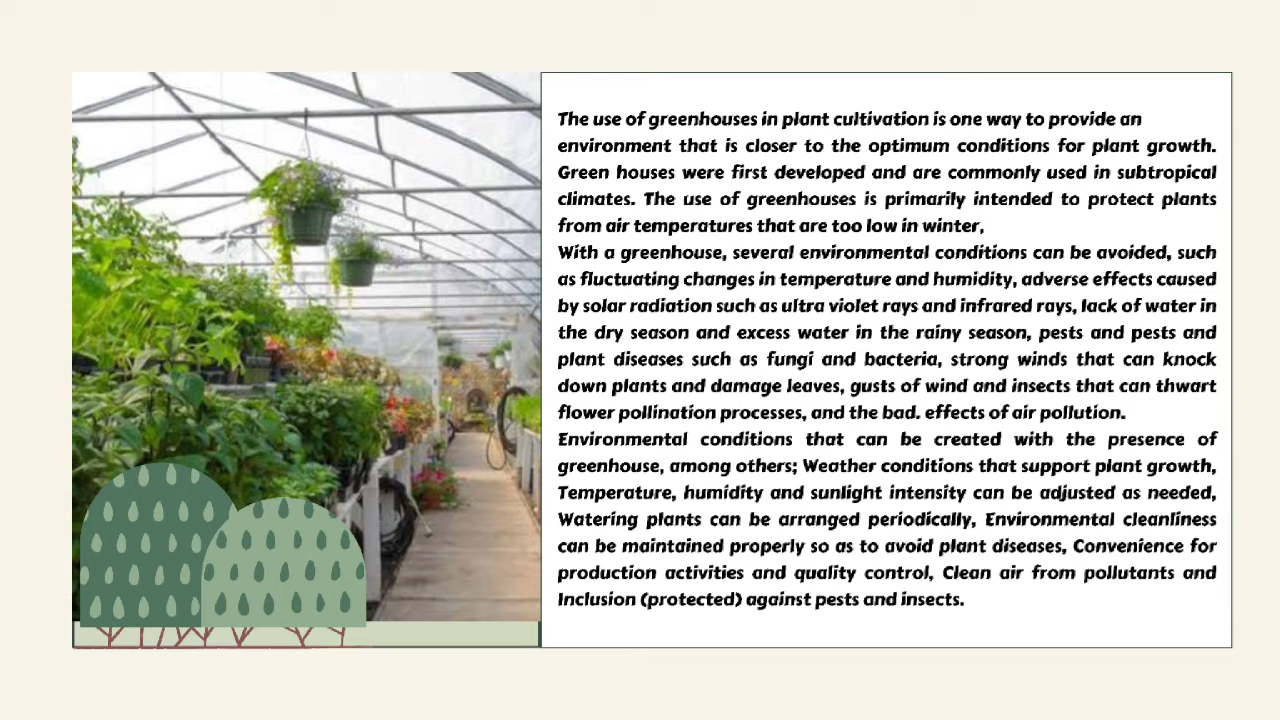 The use of greenhouses in plant cultivation is one way to provide an
environment that is closer to the optimum conditions for plant growth.
Green houses were first developed and are commonly used in subtropical
climates. The use of greenhouses is primarily intended to protect plants
from air temperatures that are too low in winter,
With a greenhouse, several environmental conditions can be avoided, such
as fluctuating changes in temperature and humidity, adverse effects caused
by solar radiation such as ultra violet rays and infrared rays, lack of water in
the dry season and excess water in the rainy season, pests and pests and
plant diseases such as fungi and bacteria, strong winds that can knock
down plants and damage leaves, gusts of wind and insects that can thwart
flower pollination processes, and the bad. effects of air pollution.
Environmental conditions that can be created with the presence of
greenhouse, among others; Weather conditions that support plant growth,
Temperature, humidity and sunlight intensity can be adjusted as needed,
Watering plants can be arranged periodically, Environmental cleanliness
can be maintained properly so as to avoid plant diseases, Convenience for
production activities and quality control, Clean air from pollutants and
Inclusion (protected) against pests and insects.